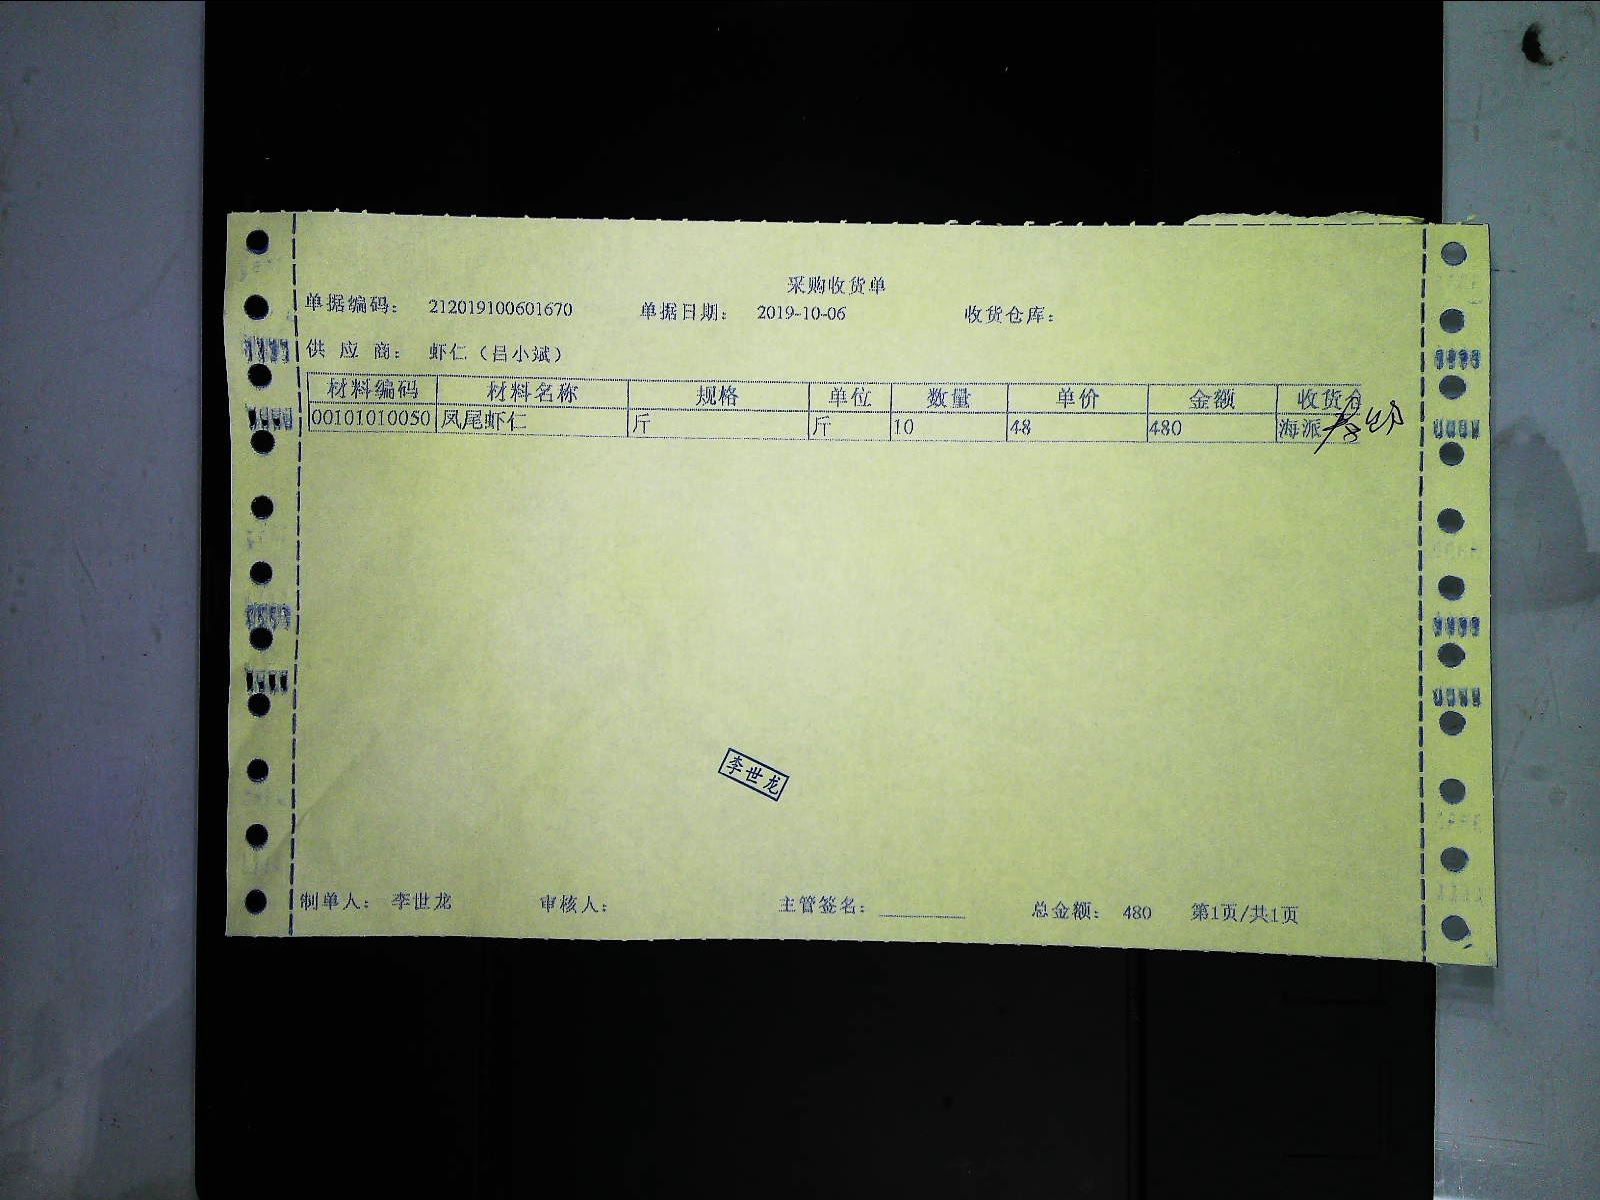 采购收货单
单据编码： 212019100601670 单据日期： 2019-10-06 收货仓库：
供 应 商： 虾仁（吕小斌）
材料编码 材料名称 规格 单位 数量 单价 金额 收货仓
00101010050 凤尾虾仁 斤 斤 10 48 480 海派
李世龙
制单人： 李世龙 审核人： 主管签名： 总金额： 480 第1页/共1页